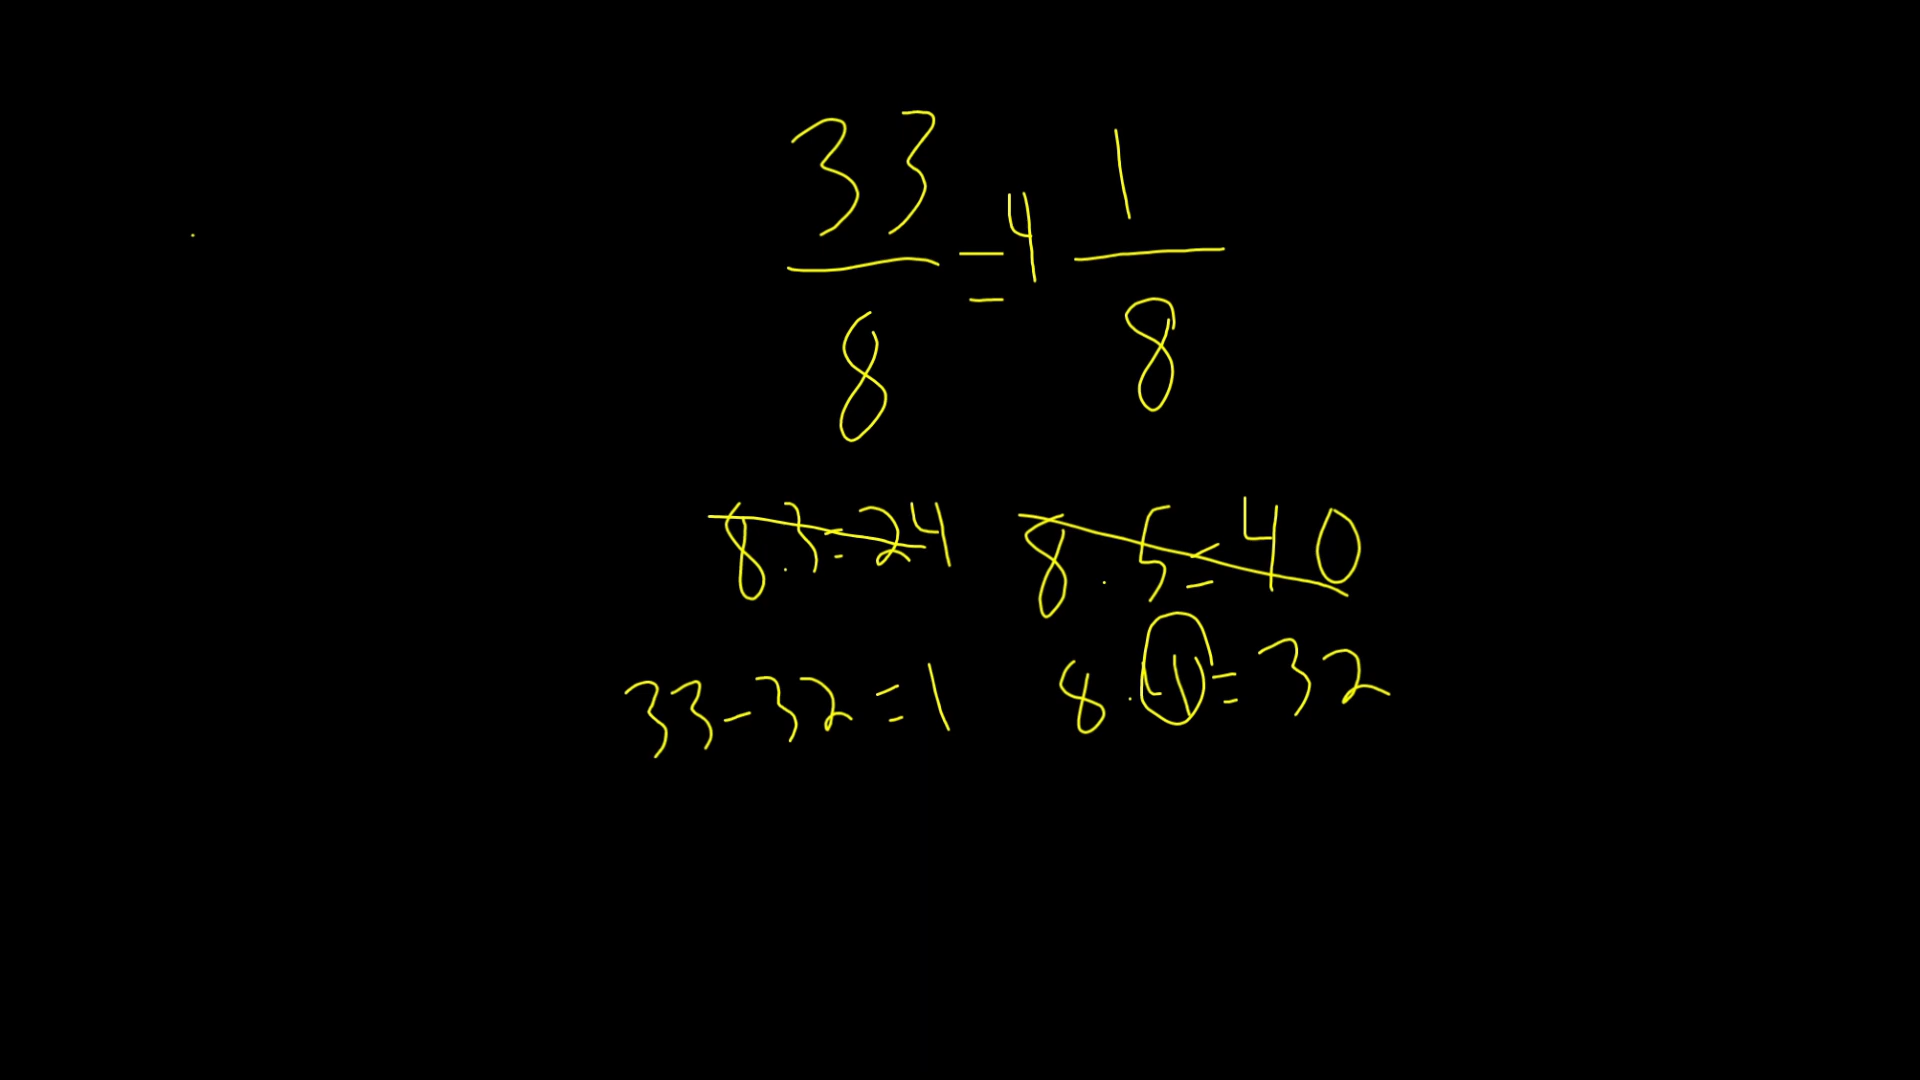 33/8 = 4 1/8
8.3=24 8.5=40
33-32=1 8.4=32